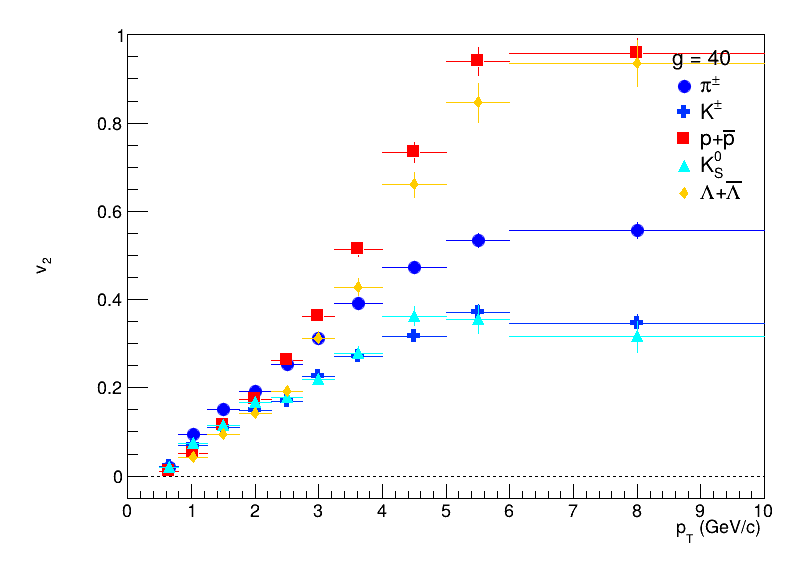 1
0.8
0.6
0.4
0.2
0
v₂
g = 40
π±
K±
p+p̅
K⁰S
Λ+Λ̅
0 1 2 3 4 5 6 7 8 9 10
pT (GeV/c)